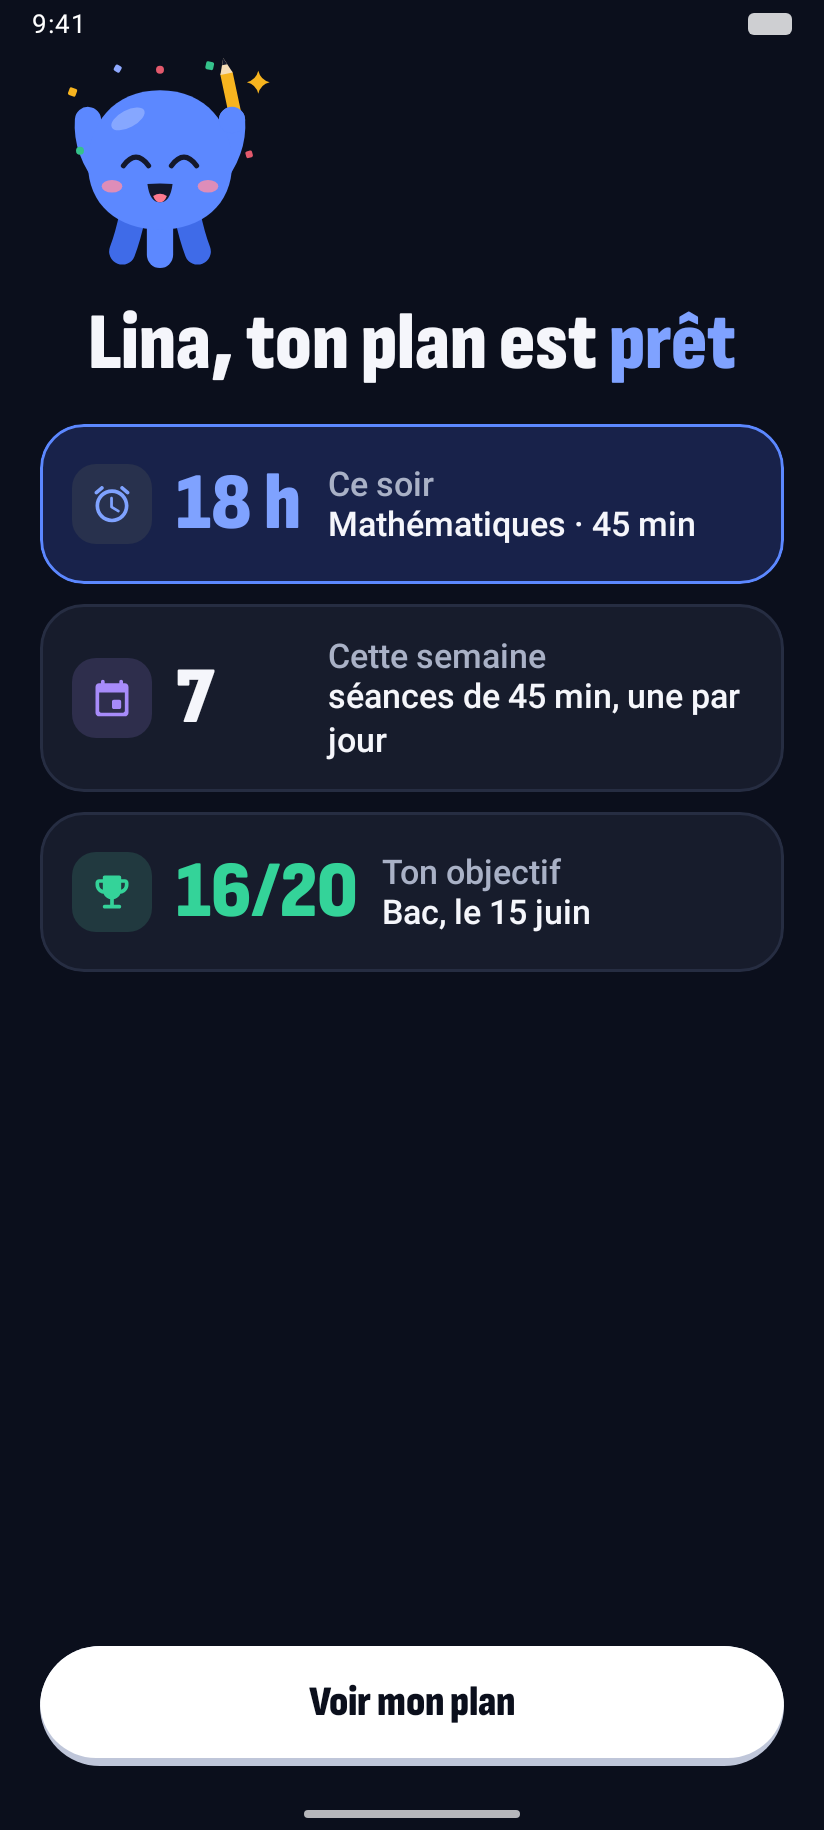 9:41
Lina, ton plan est prêt
18 h
Ce soir
Mathématiques · 45 min
7
Cette semaine
séances de 45 min, une par
jour
16/20
Ton objectif
Bac, le 15 juin
Voir mon plan